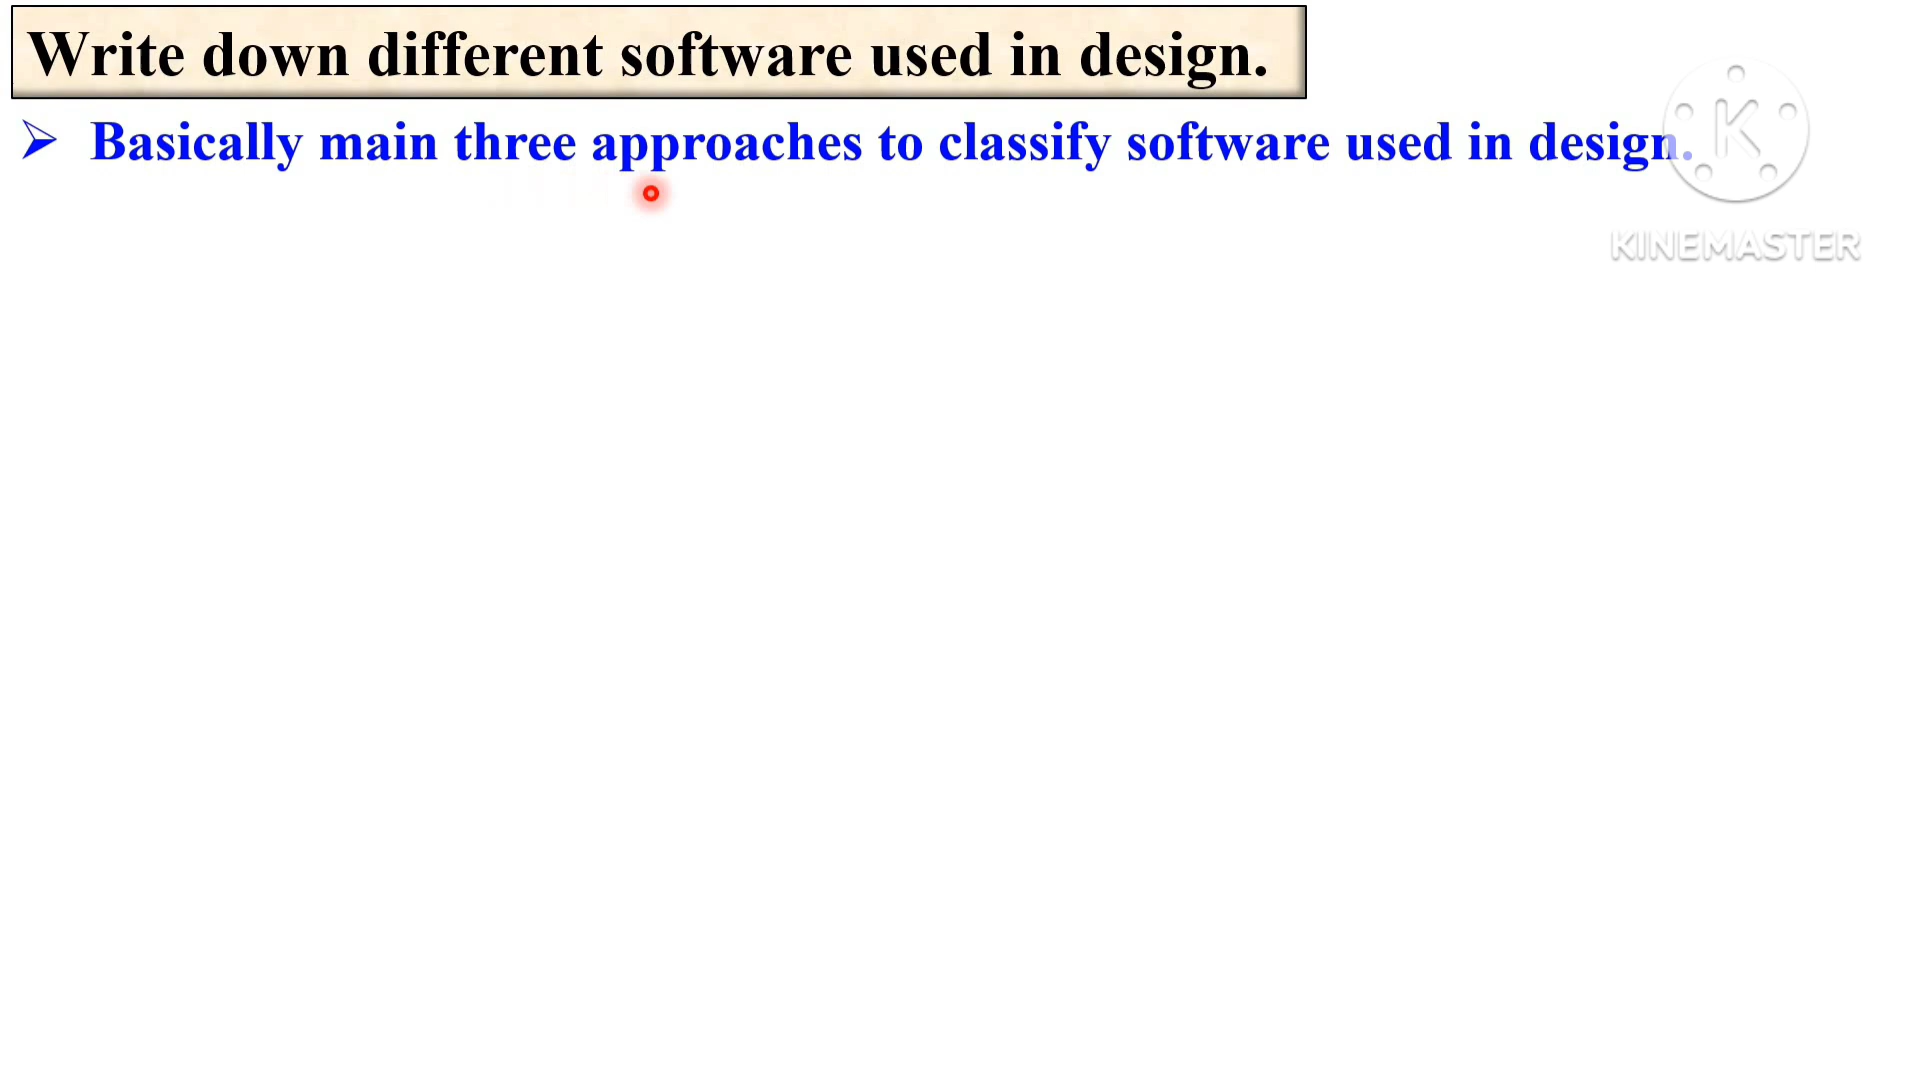 Write down different software used in design.
➢ Basically main three approaches to classify software used in design.
K
KINEMASTER